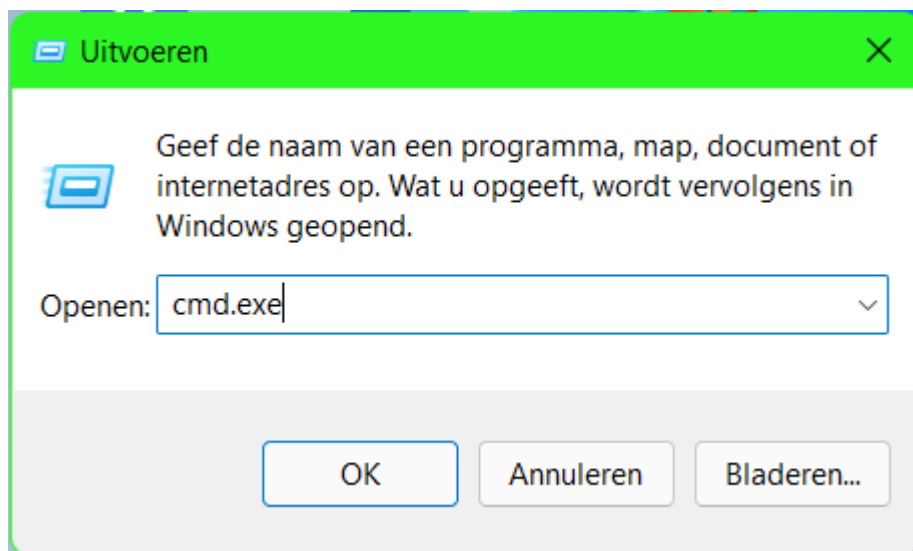 Uitvoeren
Geef de naam van een programma, map, document of
internetadres op. Wat u opgeeft, wordt vervolgens in
Windows geopend.
Openen: cmd.exe
OK Annuleren Bladeren...